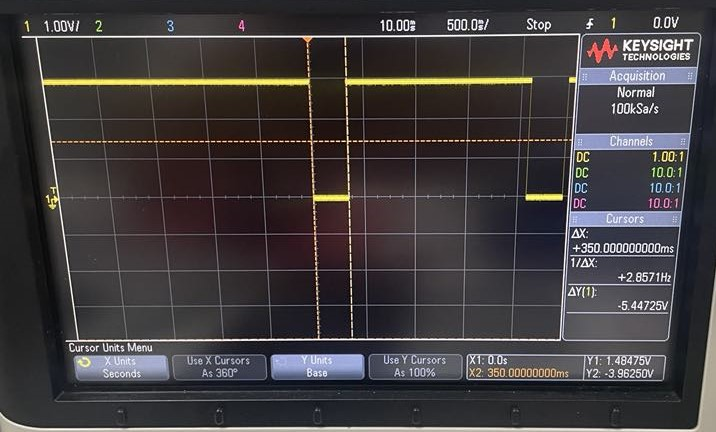 1 1.00V/ 2 3 4 10.00s 500.0s/ Stop 1 0.0V
KEYSIGHT
TECHNOLOGIES
Acquisition
Normal
100kSa/s
Channels
DC 1.00:1
DC 10.0:1
DC 10.0:1
DC 10.0:1
Cursors
ΔX:
+350.000000000ms
1/ΔX:
+2.8571Hz
ΔY(1):
-5.44725V
T
1
Cursor Units Menu
X Units
Seconds
Use X Cursors
As 360°
Y Units
Base
Use Y Cursors
As 100%
X1: 0.0s
X2: 350.00000000ms
Y1: 1.48475V
Y2: -3.96250V